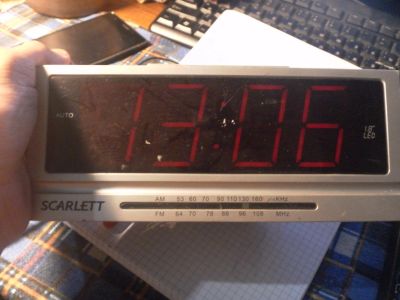 AUTO
13:06
1.8"
LED
SCARLETT
AM 53 60 70 90 110 130 160 x10KHz
FM 64 70 78 88 96 108 MHz